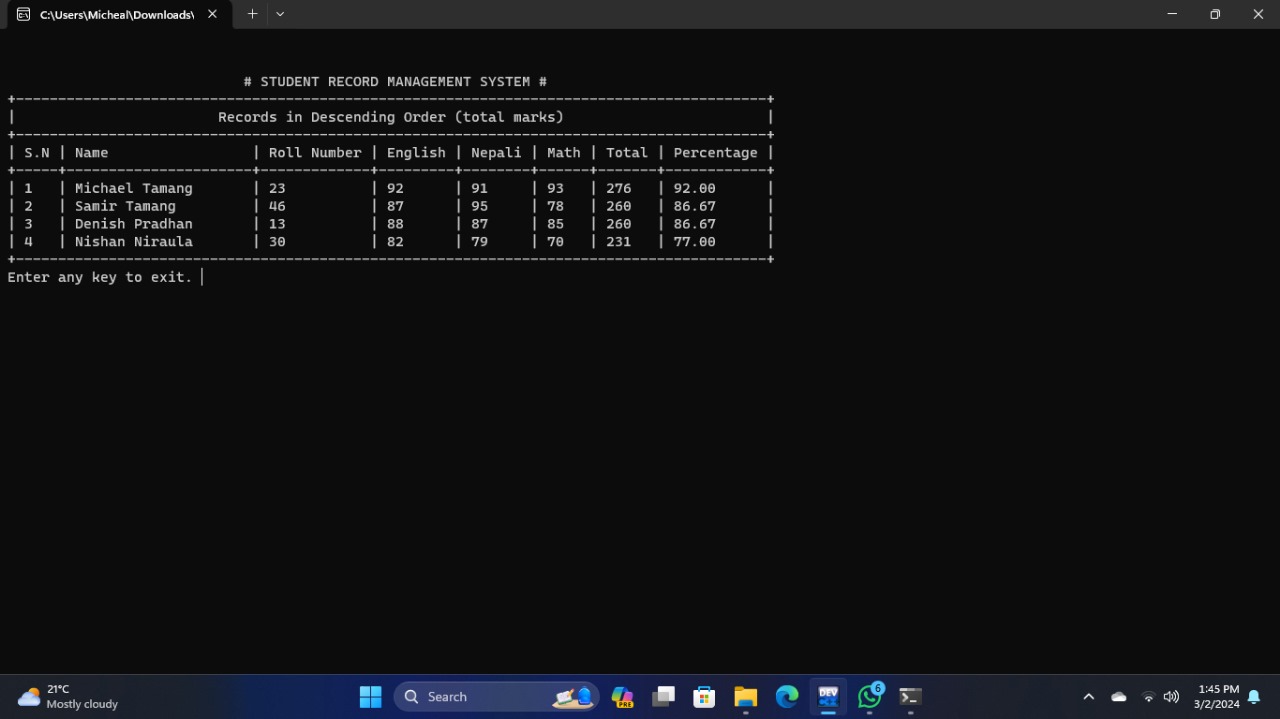 C:\Users\Micheal\Downloads\
# STUDENT RECORD MANAGEMENT SYSTEM #
Records in Descending Order (total marks)
| S.N | Name | Roll Number | English | Nepali | Math | Total | Percentage |
| 1 | Michael Tamang | 23 | 92 | 91 | 93 | 276 | 92.00 |
| 2 | Samir Tamang | 46 | 87 | 95 | 78 | 260 | 86.67 |
| 3 | Denish Pradhan | 13 | 88 | 87 | 85 | 260 | 86.67 |
| 4 | Nishan Niraula | 30 | 82 | 79 | 70 | 231 | 77.00 |
Enter any key to exit.
21°C
Mostly cloudy
Search
PRE
DEV
6
1:45 PM
3/2/2024